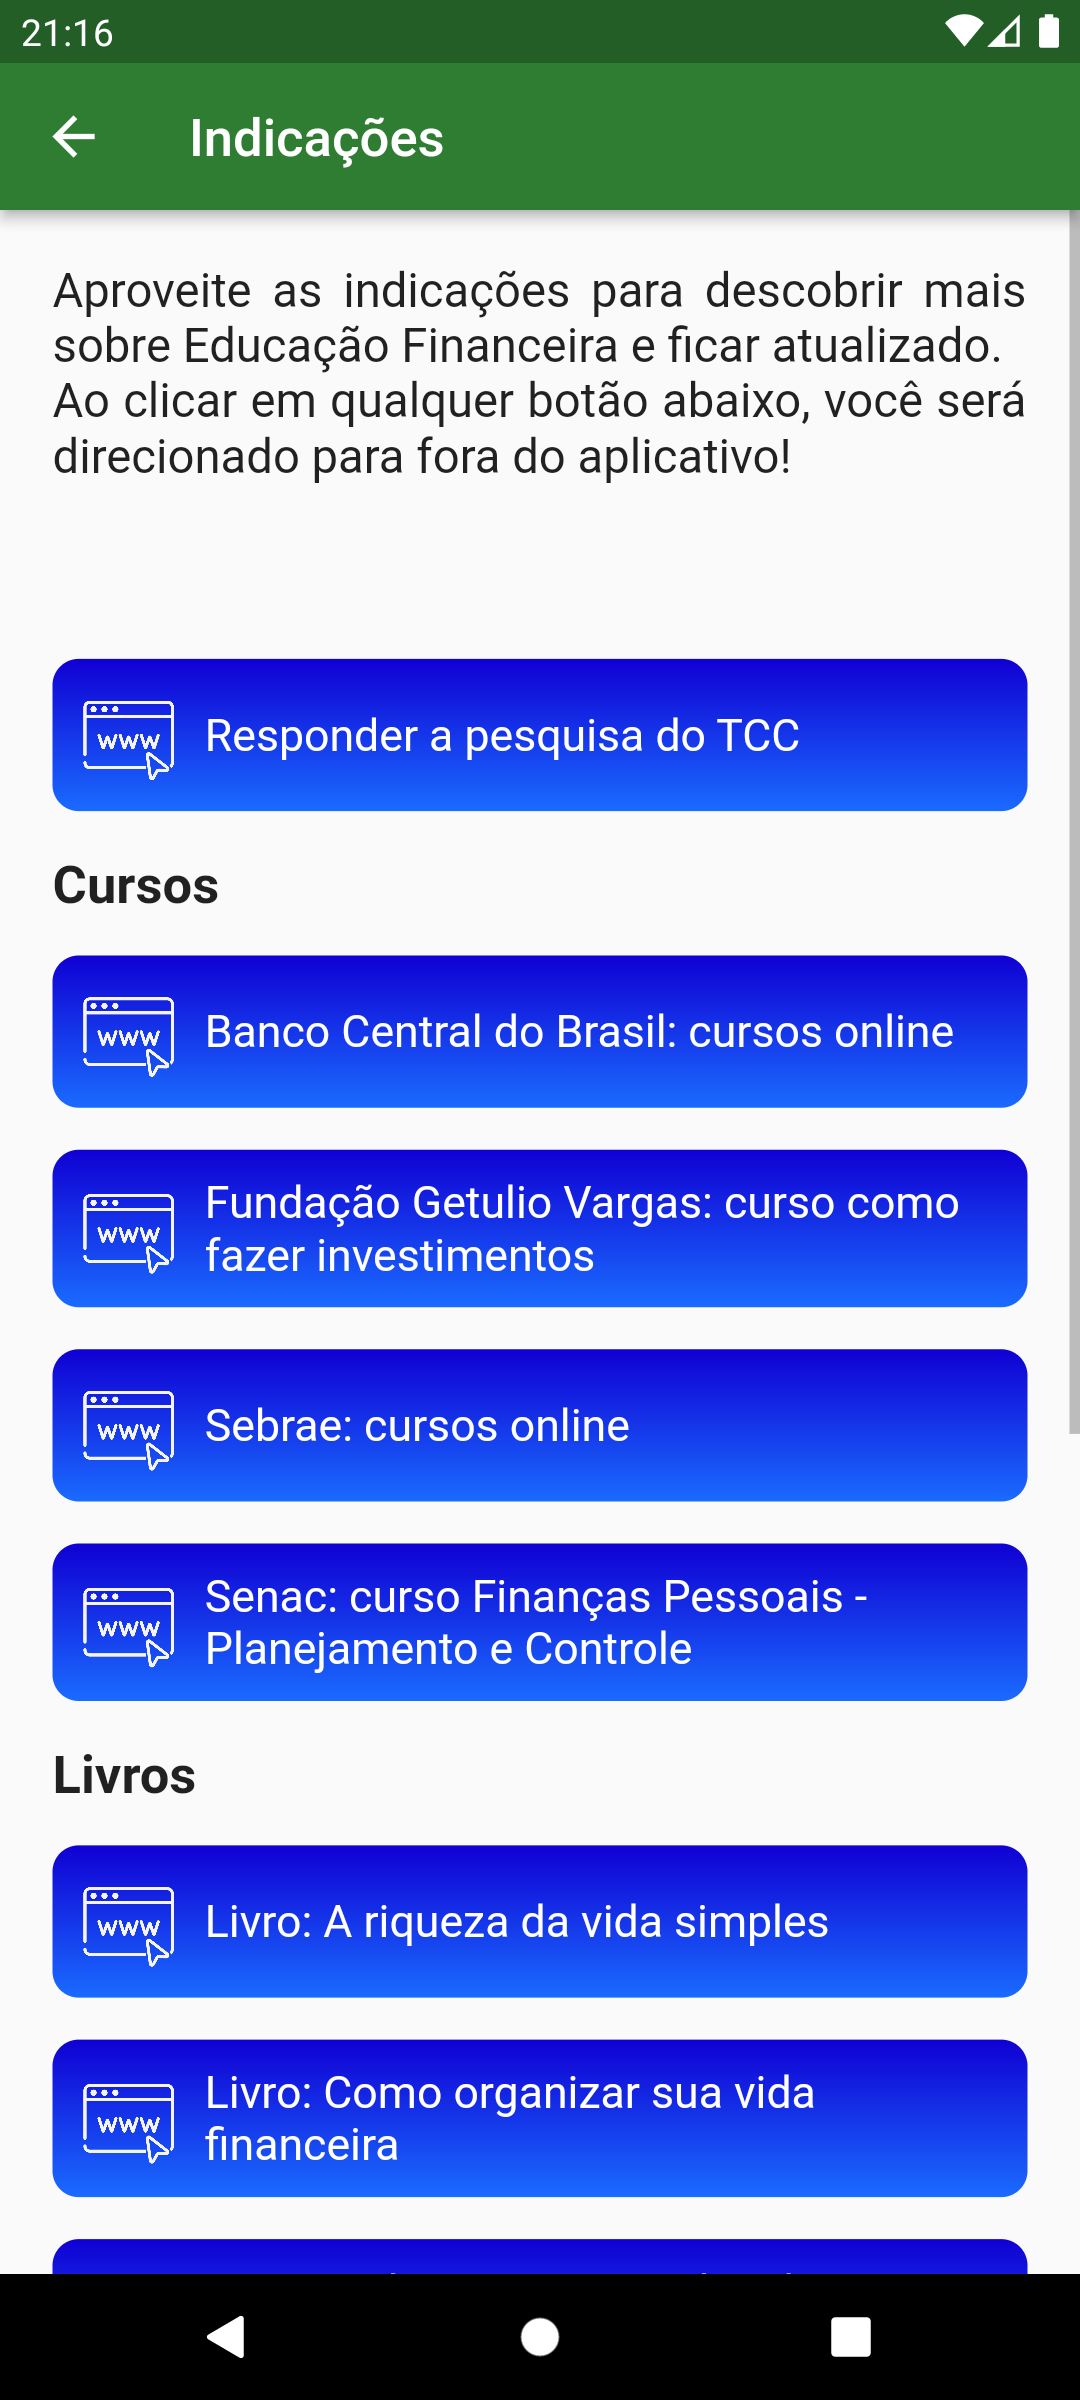 21:16
Indicações
Aproveite as indicações para descobrir mais
sobre Educação Financeira e ficar atualizado.
Ao clicar em qualquer botão abaixo, você será
direcionado para fora do aplicativo!
www
Responder a pesquisa do TCC
Cursos
www
Banco Central do Brasil: cursos online
www
Fundação Getulio Vargas: curso como
fazer investimentos
www
Sebrae: cursos online
www
Senac: curso Finanças Pessoais -
Planejamento e Controle
Livros
www
Livro: A riqueza da vida simples
www
Livro: Como organizar sua vida
financeira